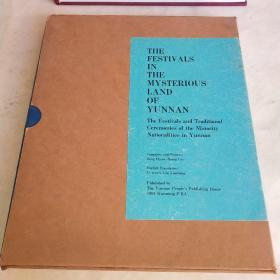 THE
FESTIVALS
IN
THE
MYSTERIOUS
LAND
OF
YUNNAN
The Festivals and Traditional
Ceremonies of the Minority
Nationalities in Yunnan
Published by
The Yunnan People's Publishing House